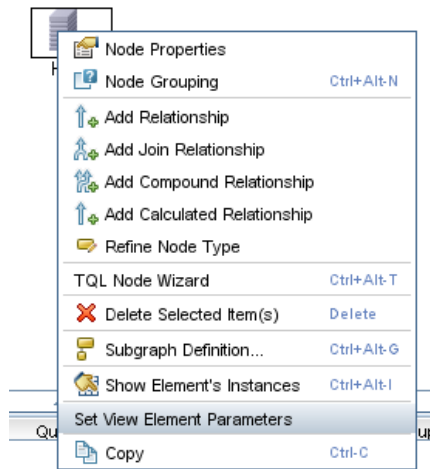 H
Node Properties
Node Grouping Ctrl+Alt-N
Add Relationship
Add Join Relationship
Add Compound Relationship
Add Calculated Relationship
Refine Node Type
TQL Node Wizard Ctrl+Alt-T
Delete Selected Item(s) Delete
Subgraph Definition... Ctrl+Alt-G
Show Element's Instances Ctrl+Alt-I
Set View Element Parameters
Qu up
Copy Ctrl-C